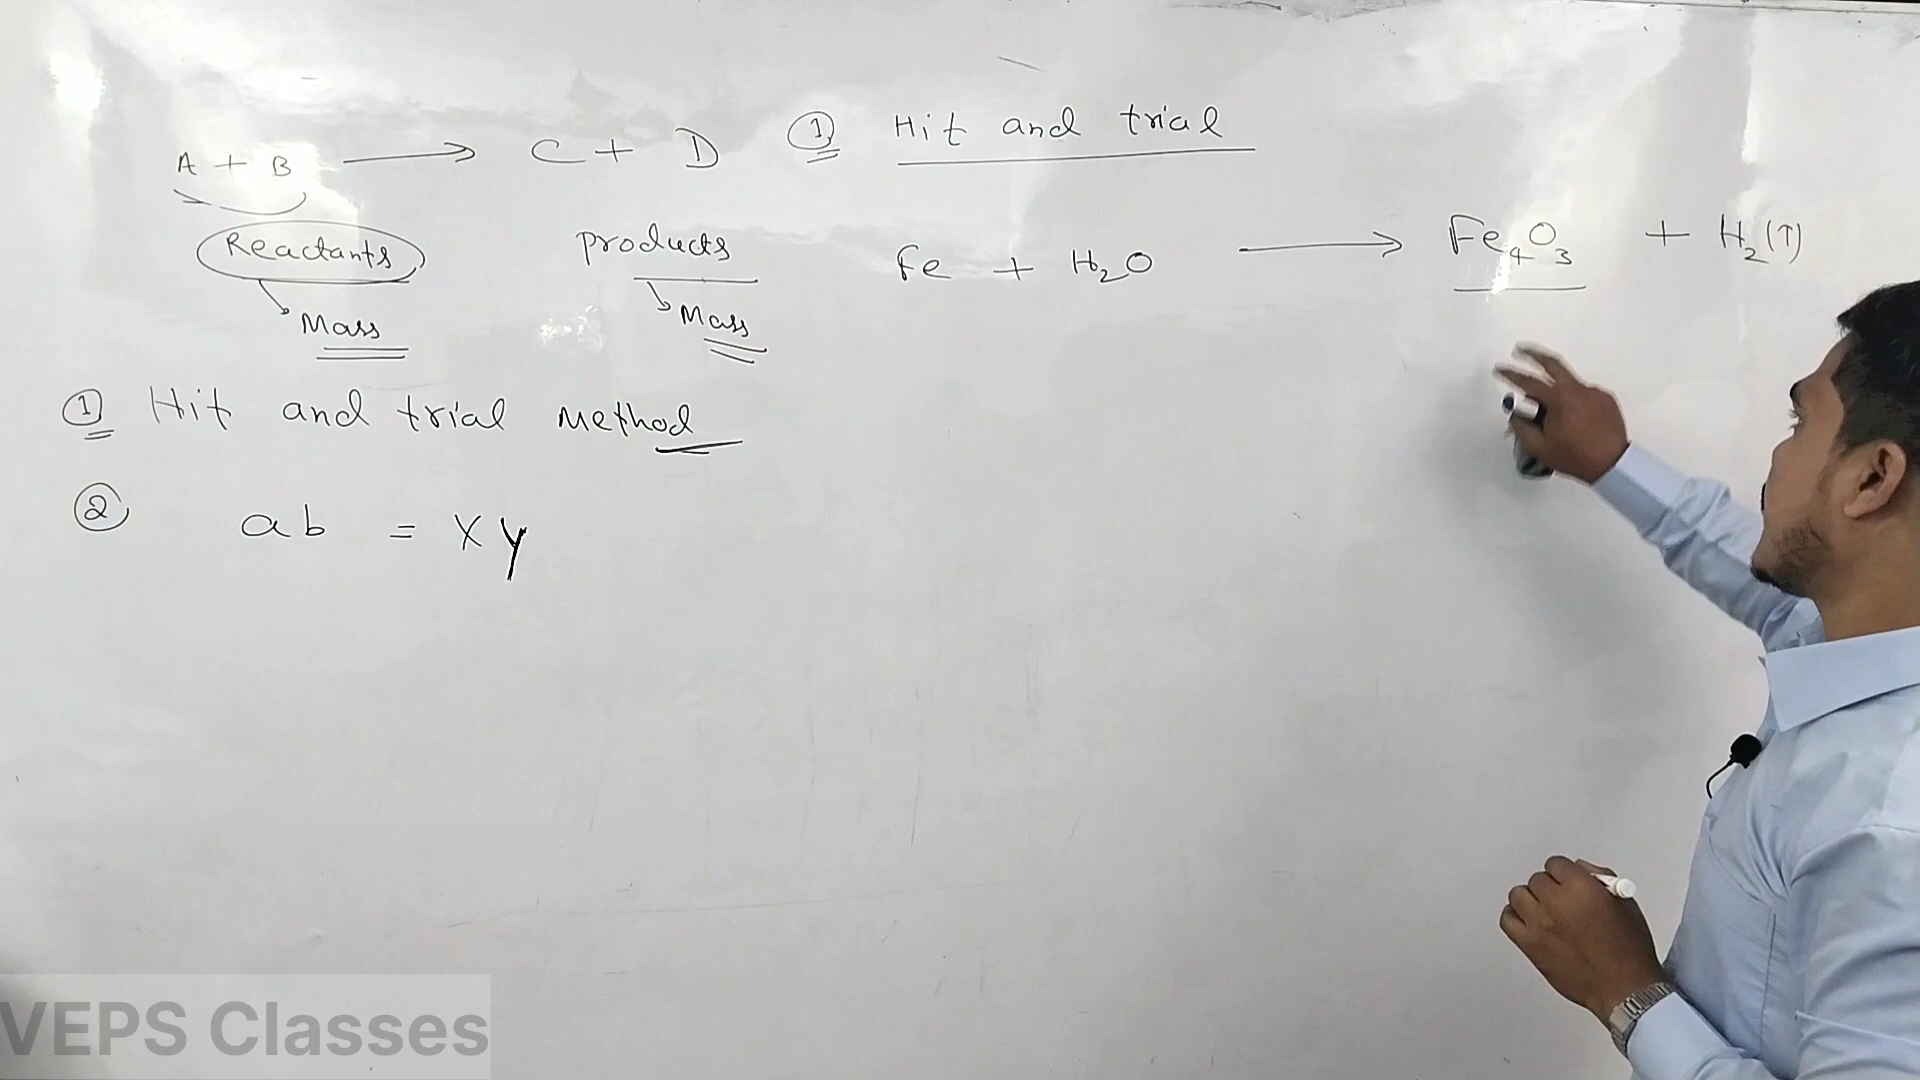 A + B ⟶ C + D
Reactants products
Mass Mass
① Hit and trial Method
② ab = xy
① Hit and trial
Fe + H₂O ⟶ Fe₄O₃ + H₂(↑)
VEPS Classes